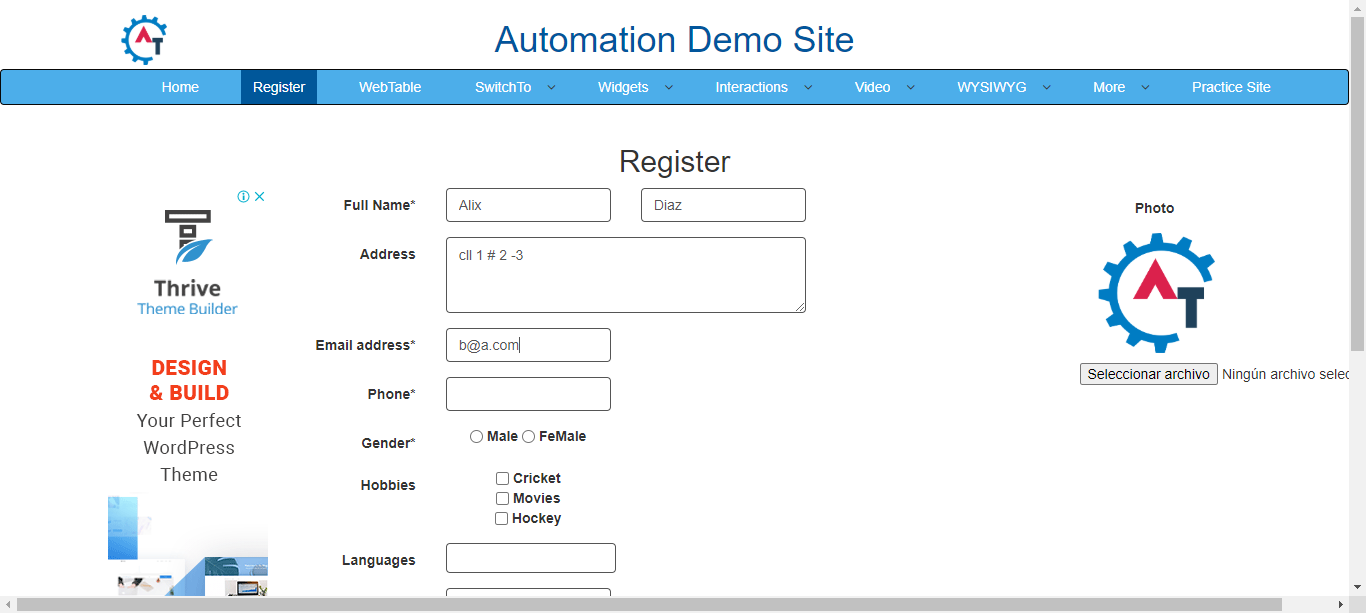 Automation Demo Site
Home Register WebTable SwitchTo Widgets Interactions Video WYSIWYG More Practice Site
Register
Full Name* Alix Diaz
Address cll 1 # 2 -3
Email address* b@a.com
Phone*
Gender* Male FeMale
Hobbies Cricket
Movies
Hockey
Languages
Photo
AT
Seleccionar archivo Ningún archivo selec
Thrive
Theme Builder
DESIGN
& BUILD
Your Perfect
WordPress
Theme
AT